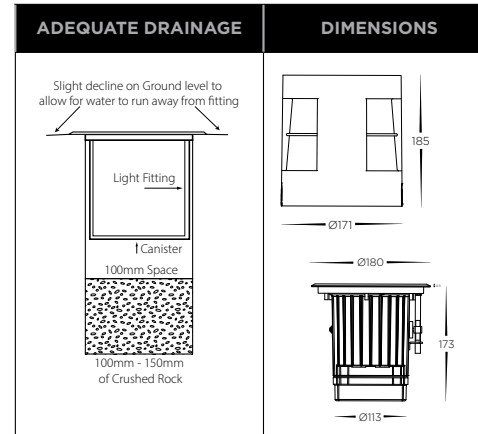 ADEQUATE DRAINAGE
DIMENSIONS
Slight decline on Ground level to
allow for water to run away from fitting
Light Fitting
Canister
100mm Space
100mm - 150mm
of Crushed Rock
185
Ø171
Ø180
173
Ø113